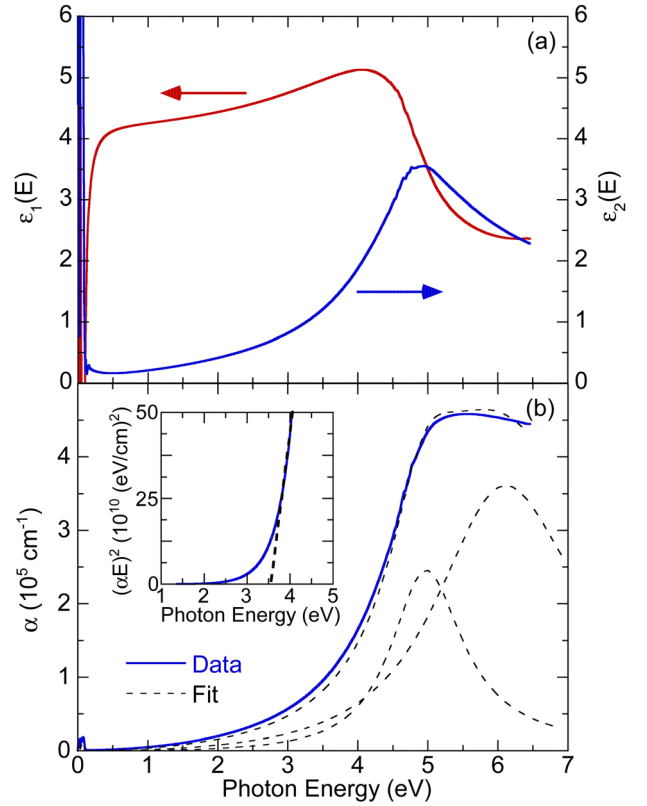 6
5
4
3
2
1
0
ε1(E)
(a)
6
5
4
3
2
1
0
ε2(E)
(b)
4
3
2
1
0
α (10⁵ cm⁻¹)
50
25
0
(αE)² (10¹⁰ (eV/cm)²)
1 2 3 4 5
Photon Energy (eV)
Data
Fit
0 1 2 3 4 5 6 7
Photon Energy (eV)